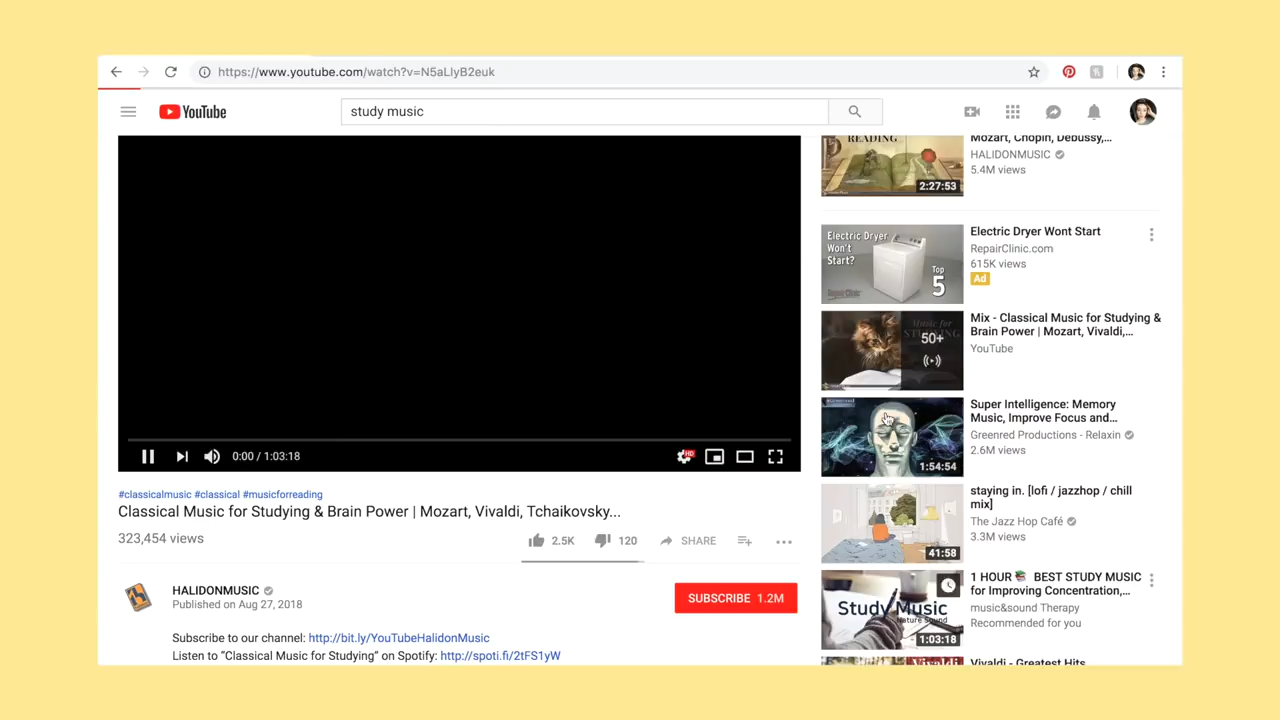 https://www.youtube.com/watch?v=N5aLlyB2euk
YouTube
study music
0:00 / 1:03:18
HD
#classicalmusic #classical #musicforreading
Classical Music for Studying & Brain Power | Mozart, Vivaldi, Tchaikovsky...
323,454 views
2.5K
120
SHARE
HALIDONMUSIC
Published on Aug 27, 2018
SUBSCRIBE 1.2M
Subscribe to our channel: http://bit.ly/YouTubeHalidonMusic
Listen to "Classical Music for Studying" on Spotify: http://spoti.fi/2tFS1yW
READING
2:27:53
Mozart, Chopin, Debussy,...
HALIDONMUSIC
5.4M views
Electric Dryer
Won't
Start?
Top
5
Electric Dryer Wont Start
RepairClinic.com
615K views
Ad
50+
Mix - Classical Music for Studying &
Brain Power | Mozart, Vivaldi,...
YouTube
1:54:54
Super Intelligence: Memory
Music, Improve Focus and...
Greenred Productions - Relaxin
2.6M views
41:58
staying in. [lofi / jazzhop / chill
mix]
The Jazz Hop Café
3.3M views
Study Music
Nature Sound
1:03:18
1 HOUR 📚 BEST STUDY MUSIC
for Improving Concentration,...
music&sound Therapy
Recommended for you
Vivaldi - Greatest Hits